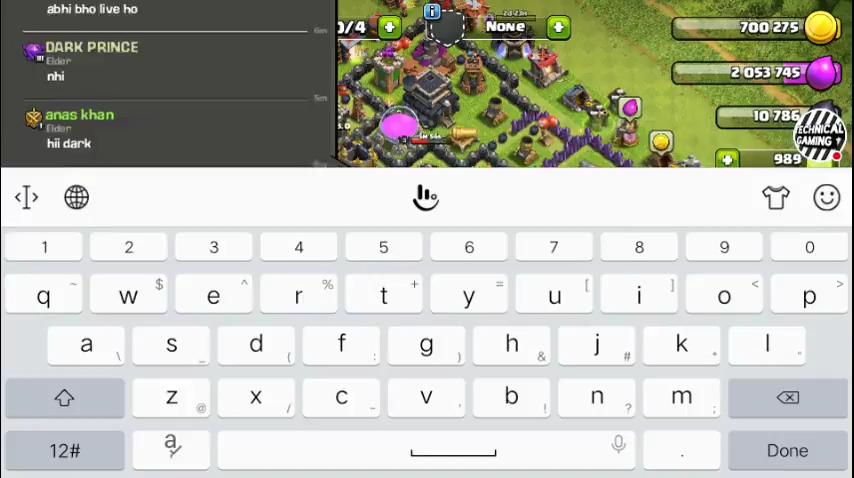 abhi bho live ho
6m
DARK PRINCE
Elder
nhi
5m
anas khan
Elder
hii dark
0/4
None
700 275
2 053 745
10 786
989
TECHNICAL
GAMING
1 2 3 4 5 6 7 8 9 0
q ~ w $ e ^ r % t + y = u [ i ] o < p >
a \ s _ d ( f : g ) h & j # k * l "
z @ x / c - v ' b ! n ? m ;
12# a . Done